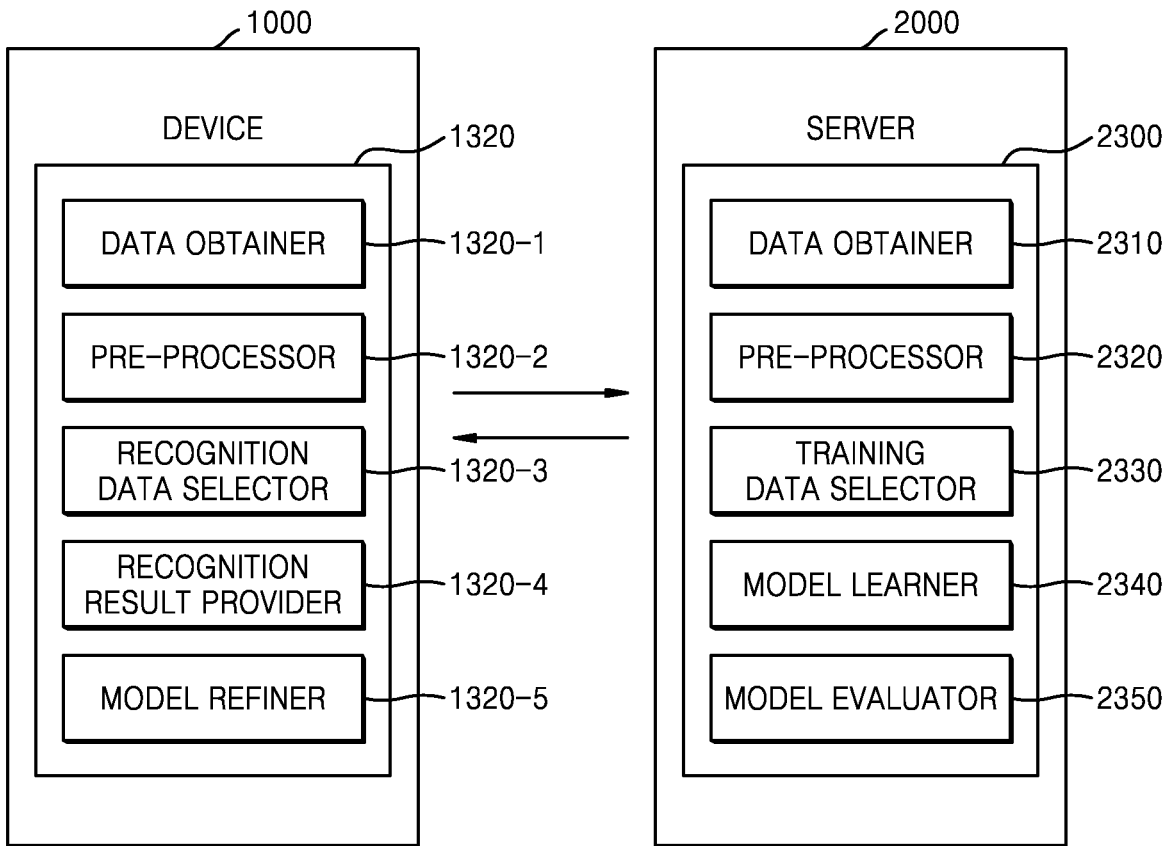 1000
DEVICE
1320
DATA OBTAINER
1320-1
PRE-PROCESSOR
1320-2
RECOGNITION
DATA SELECTOR
1320-3
RECOGNITION
RESULT PROVIDER
1320-4
MODEL REFINER
1320-5
2000
SERVER
2300
DATA OBTAINER
2310
PRE-PROCESSOR
2320
TRAINING
DATA SELECTOR
2330
MODEL LEARNER
2340
MODEL EVALUATOR
2350